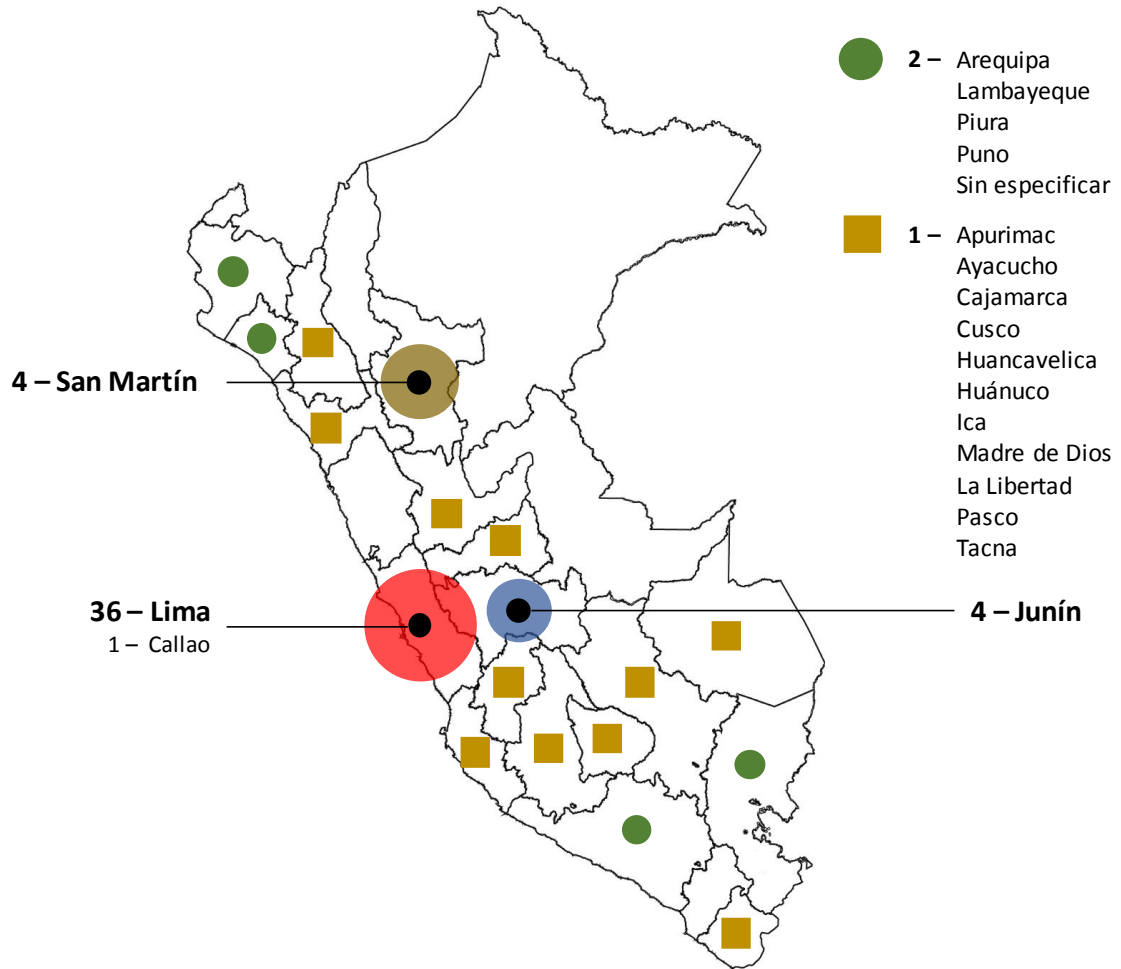 2 – Arequipa
Lambayeque
Piura
Puno
Sin especificar
1 – Apurimac
Ayacucho
Cajamarca
Cusco
Huancavelica
Huánuco
Ica
Madre de Dios
La Libertad
Pasco
Tacna
4 – San Martín
36 – Lima
1 – Callao
4 – Junín